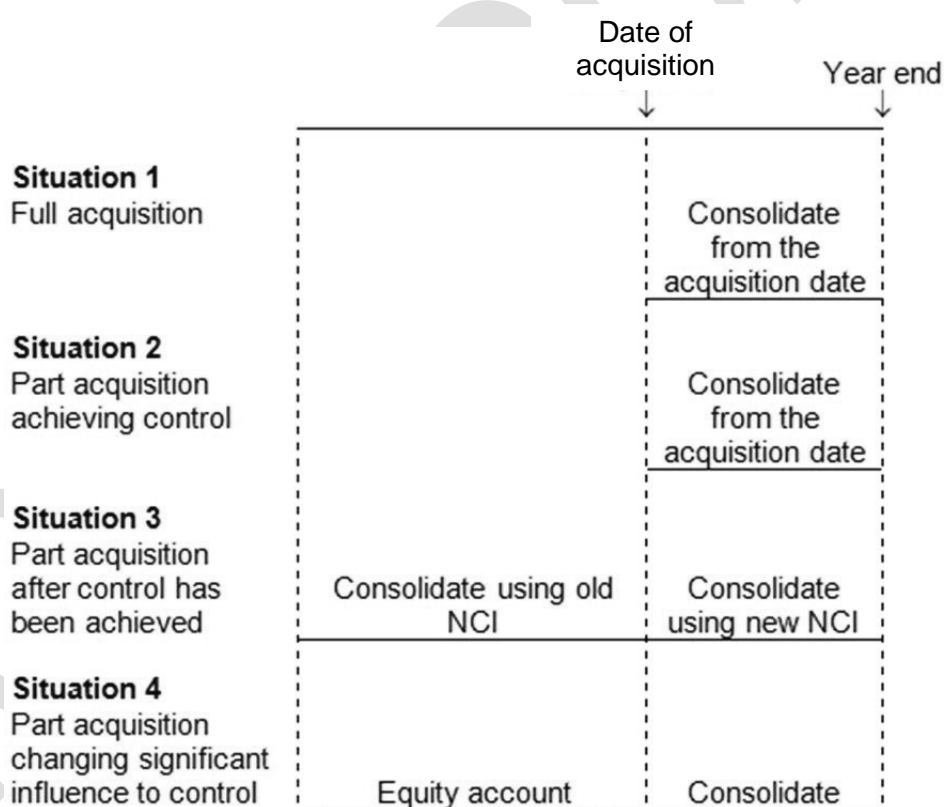 Date of
acquisition
Year end
Situation 1
Full acquisition
Consolidate
from the
acquisition date
Situation 2
Part acquisition
achieving control
Consolidate
from the
acquisition date
Situation 3
Part acquisition
after control has
been achieved
Consolidate using old
NCI
Consolidate
using new NCI
Situation 4
Part acquisition
changing significant
influence to control
Equity account
Consolidate